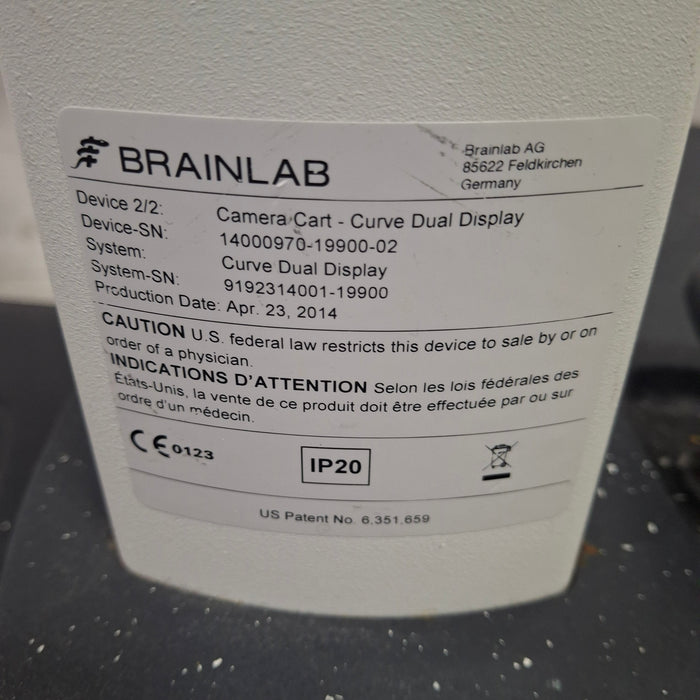 BRAINLAB
Brainlab AG
85622 Feldkirchen
Germany
Device 2/2: Camera Cart - Curve Dual Display
Device-SN: 14000970-19900-02
System: Curve Dual Display
System-SN: 9192314001-19900
Production Date: Apr. 23, 2014
CAUTION U.S. federal law restricts this device to sale by or on
order of a physician.
INDICATIONS D'ATTENTION Selon les lois fédérales des
États-Unis, la vente de ce produit doit être effectuée par ou sur
ordre d'un médecin.
CE 0123
IP20
US Patent No. 6,351,659